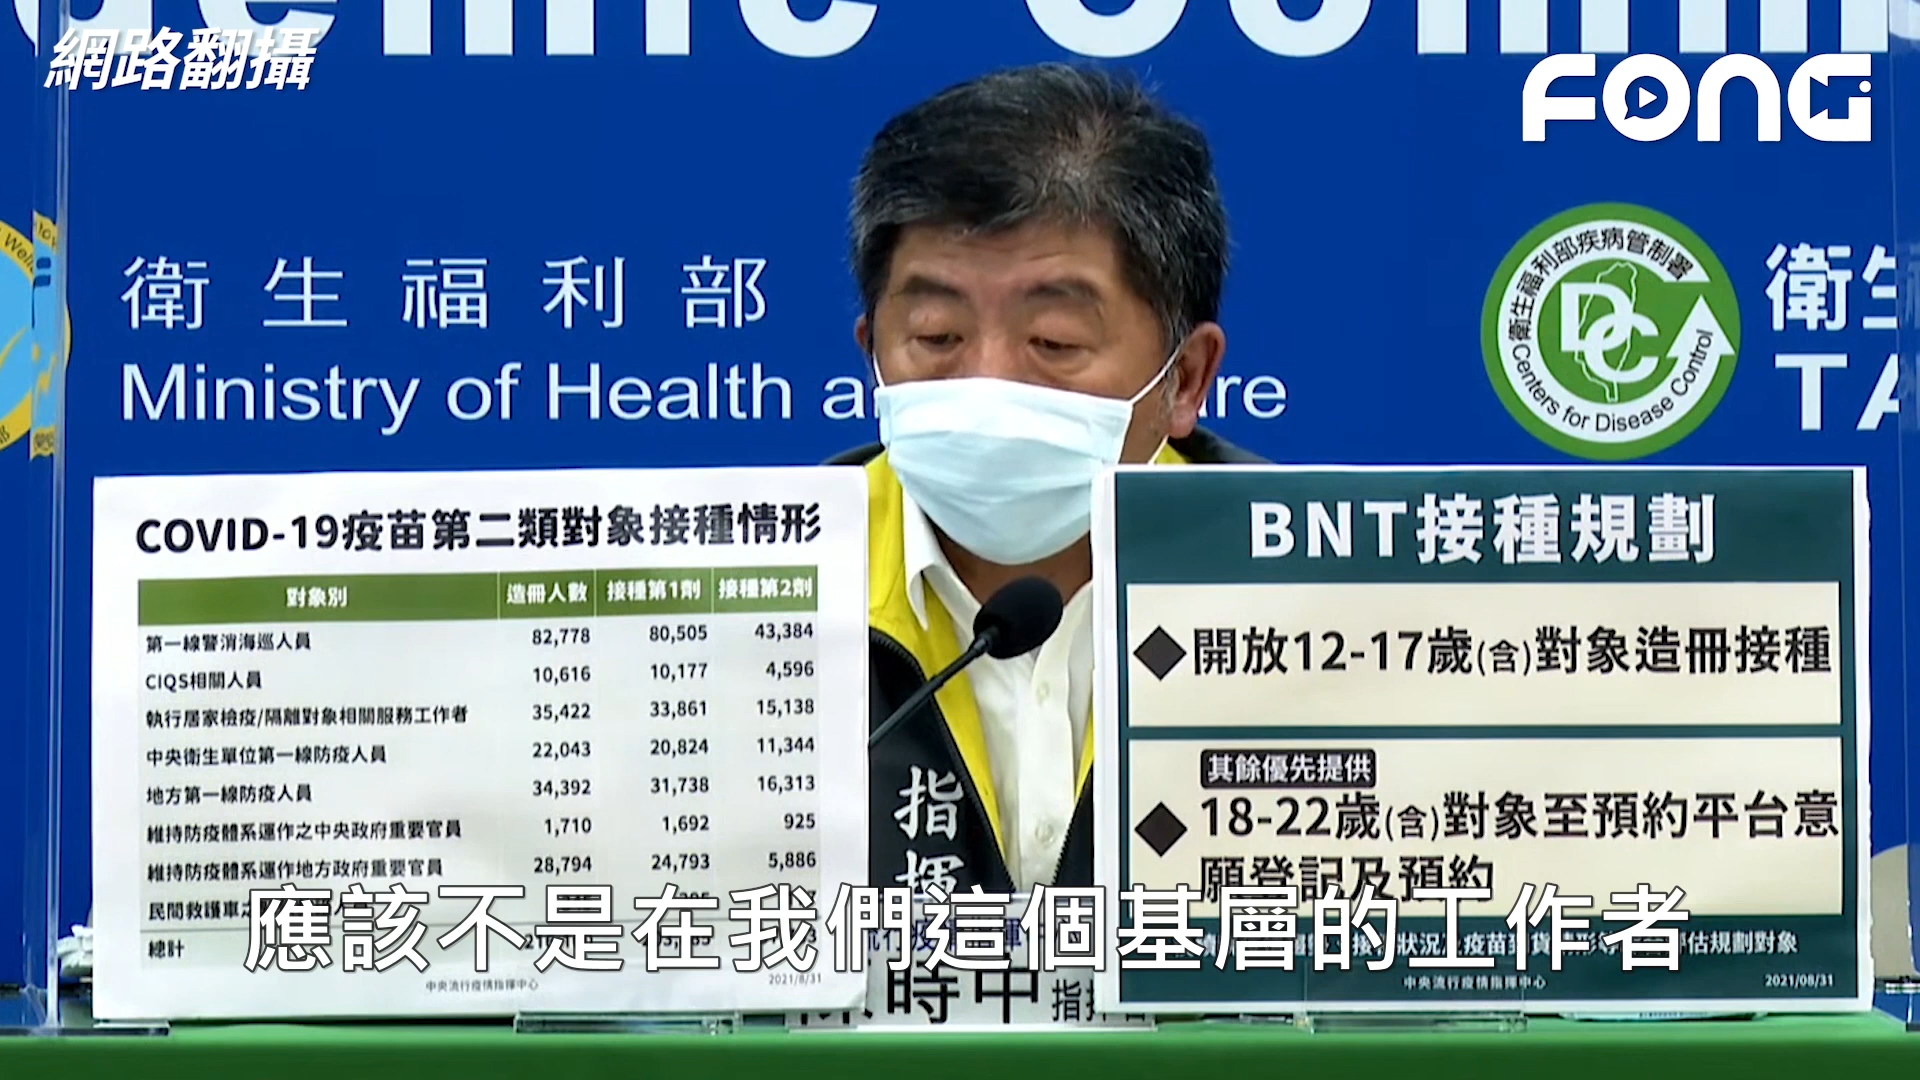 網路翻攝
FONG
衛生福利部
Ministry of Health a
re
衛生福利部疾病管制署
CDC
Centers for Disease Control
衛生
TA
COVID-19疫苗第二類對象接種情形
對象別 造冊人數 接種第1劑 接種第2劑
第一線警消海巡人員 82,778 80,505 43,384
CIQS相關人員 10,616 10,177 4,596
執行居家檢疫/隔離對象相關服務工作者 35,422 33,861 15,138
中央衛生單位第一線防疫人員 22,043 20,824 11,344
地方第一線防疫人員 34,392 31,738 16,313
維持防疫體系運作之中央政府重要官員 1,710 1,692 925
維持防疫體系運作地方政府重要官員 28,794 24,793 5,886
民間救護車
總計
中央流行疫情指揮中心 2021/8/31
BNT接種規劃
◆開放12-17歲(含)對象造冊接種
其餘優先提供
◆18-22歲(含)對象至預約平台意
願登記及預約
中央流行疫情指揮中心 2021/08/31
指揮
時中
應該不是在我們這個基層的工作者